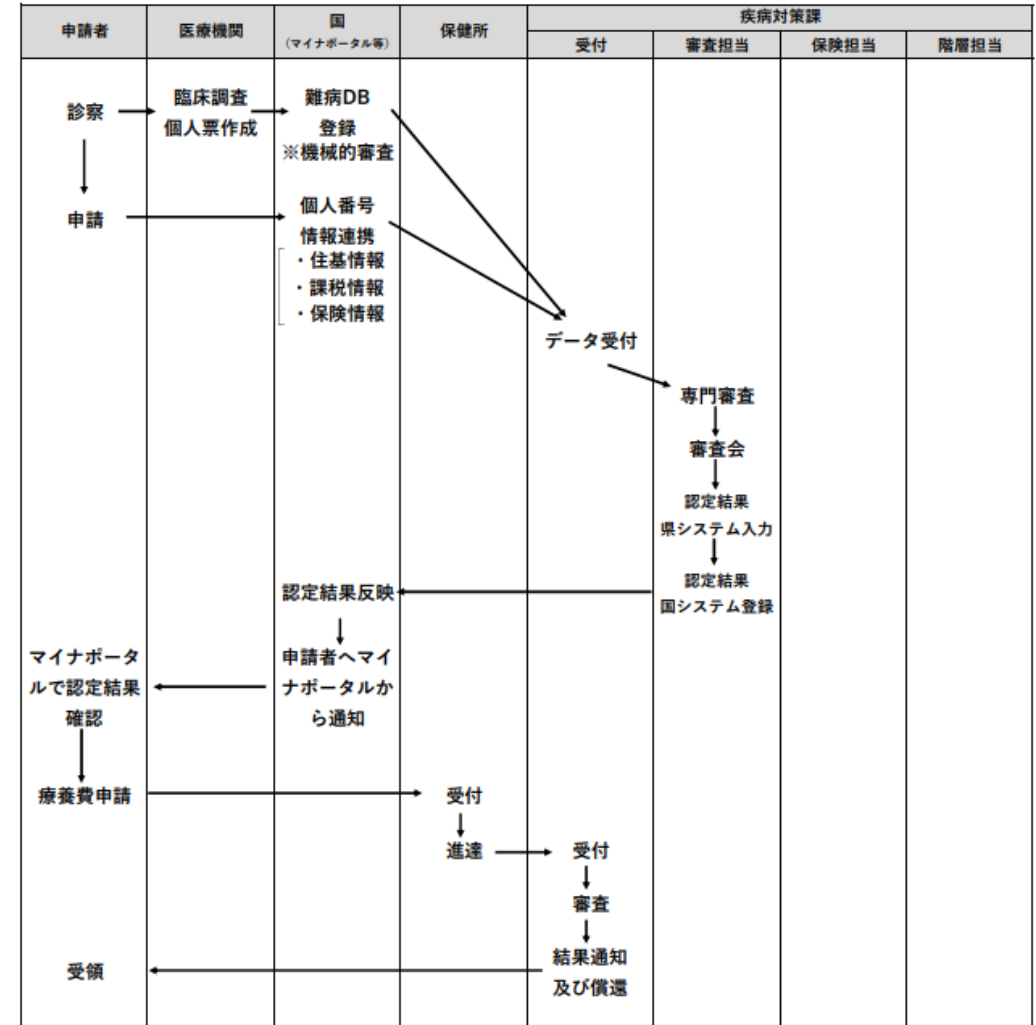 申請者
医療機関
国
（マイナポータル等）
保健所
疾病対策課
受付
審査担当
保険担当
階層担当
診察
臨床調査
個人票作成
難病DB
登録
※機械的審査
申請
個人番号
情報連携
・住基情報
・課税情報
・保険情報
データ受付
専門審査
審査会
認定結果
県システム入力
認定結果
国システム登録
認定結果反映
申請者へマイ
ナポータルか
ら通知
マイナポータ
ルで認定結果
確認
療養費申請
受付
進達
受付
審査
結果通知
及び償還
受領